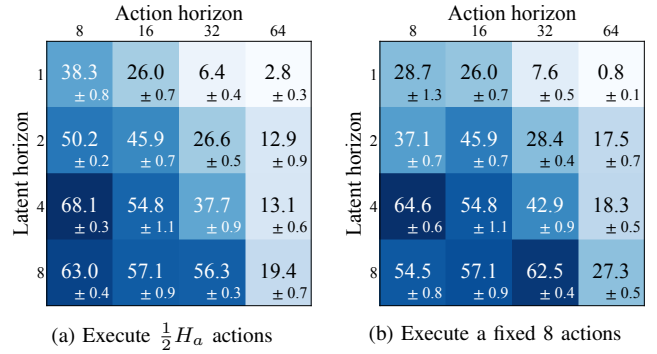 Action horizon
8 16 32 64
Latent horizon
1 38.3 26.0 6.4 2.8
± 0.8 ± 0.7 ± 0.4 ± 0.3
2 50.2 45.9 26.6 12.9
± 0.2 ± 0.7 ± 0.5 ± 0.9
4 68.1 54.8 37.7 13.1
± 0.3 ± 1.1 ± 0.9 ± 0.6
8 63.0 57.1 56.3 19.4
± 0.4 ± 0.9 ± 0.3 ± 0.7
(a) Execute ½Hₐ actions
Action horizon
8 16 32 64
Latent horizon
1 28.7 26.0 7.6 0.8
± 1.3 ± 0.7 ± 0.5 ± 0.1
2 37.1 45.9 28.4 17.5
± 0.7 ± 0.7 ± 0.4 ± 0.7
4 64.6 54.8 42.9 18.3
± 0.6 ± 1.1 ± 0.9 ± 0.5
8 54.5 57.1 62.5 27.3
± 0.8 ± 0.9 ± 0.4 ± 0.5
(b) Execute a fixed 8 actions